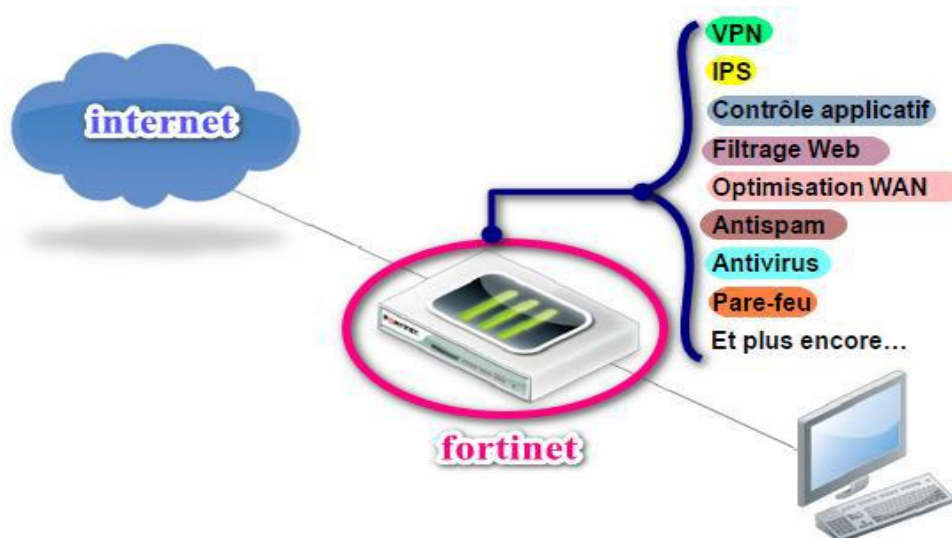 internet
VPN
IPS
Contrôle applicatif
Filtrage Web
Optimisation WAN
Antispam
Antivirus
Pare-feu
Et plus encore...
fortinet